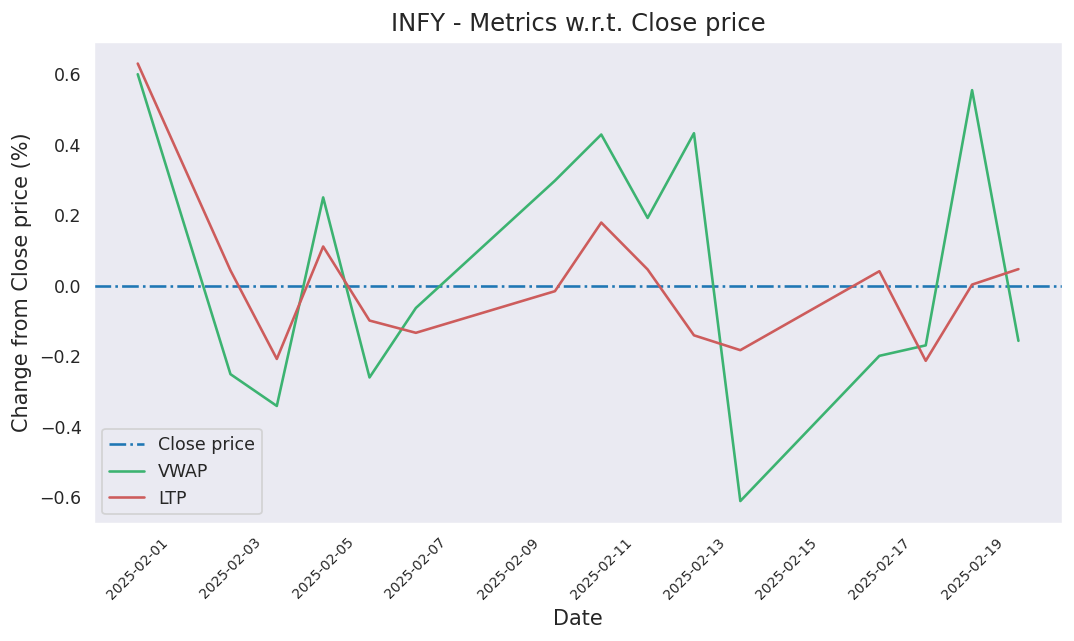 INFY - Metrics w.r.t. Close price
Change from Close price (%)
0.6
0.4
0.2
0.0
−0.2
−0.4
−0.6
Close price
VWAP
LTP
2025-02-01
2025-02-03
2025-02-05
2025-02-07
2025-02-09
2025-02-11
2025-02-13
2025-02-15
2025-02-17
2025-02-19
Date